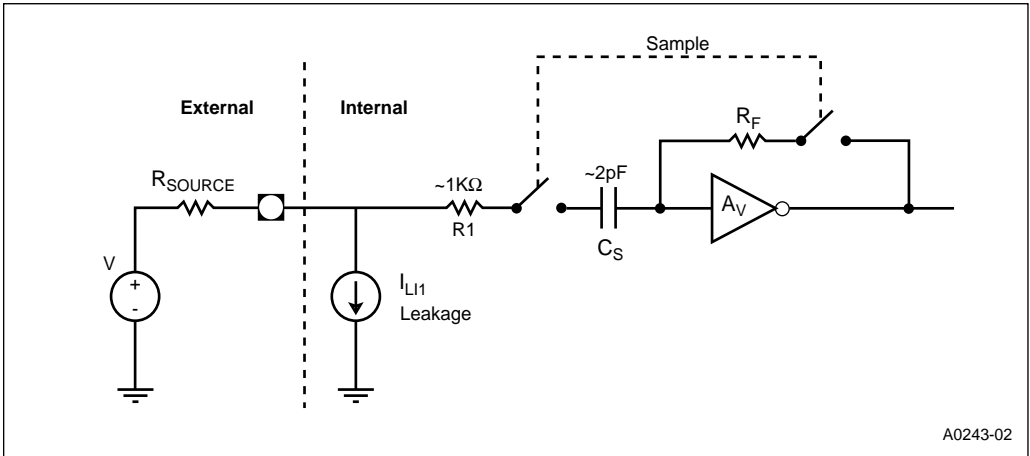 Sample
External
Internal
R_F
R_SOURCE
~1KΩ
~2pF
A_V
R1
C_S
V
+
-
I_LI1
Leakage
A0243-02